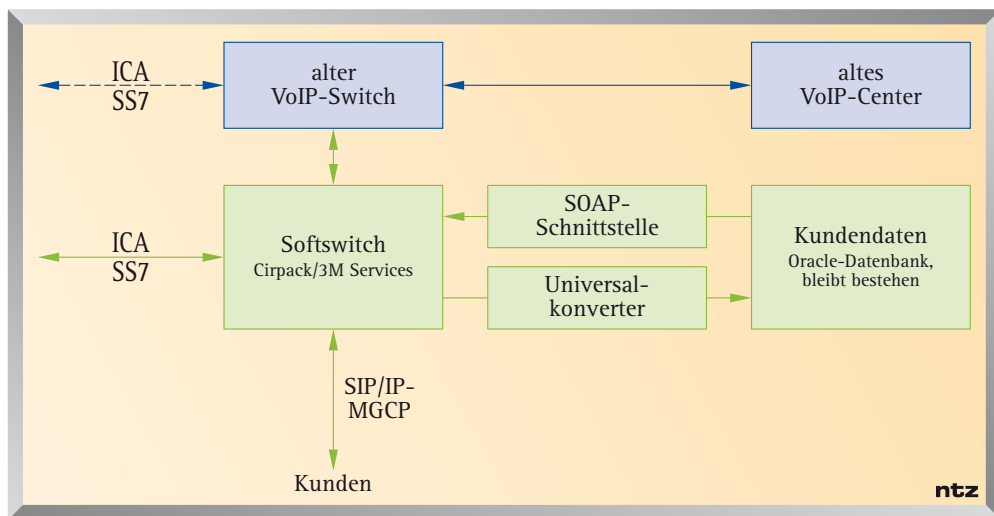 ICA
SS7
alter
VoIP-Switch
altes
VoIP-Center
ICA
SS7
Softswitch
Cirpack/3M Services
SOAP-
Schnittstelle
Universal-
konverter
Kundendaten
Oracle-Datenbank,
bleibt bestehen
SIP/IP-
MGCP
Kunden
ntz